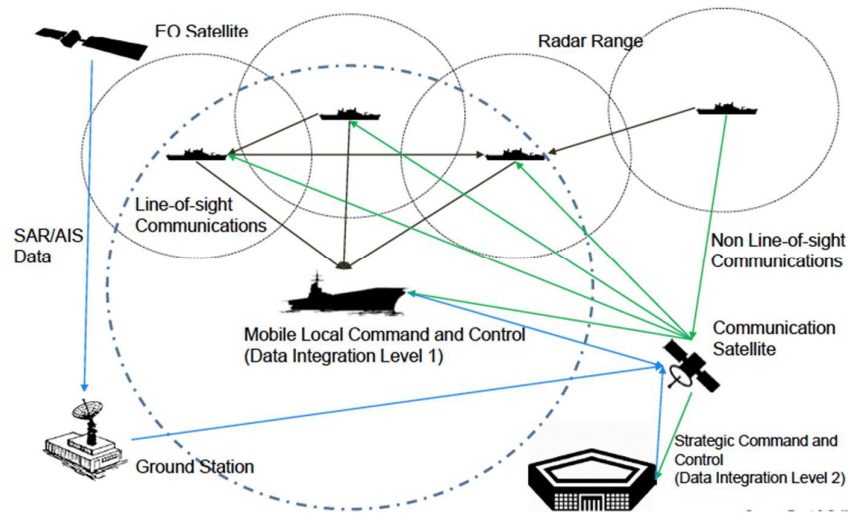 EO Satellite
Radar Range
Line-of-sight
Communications
SAR/AIS
Data
Non Line-of-sight
Communications
Mobile Local Command and Control
(Data Integration Level 1)
Communication
Satellite
Ground Station
Strategic Command and
Control
(Data Integration Level 2)